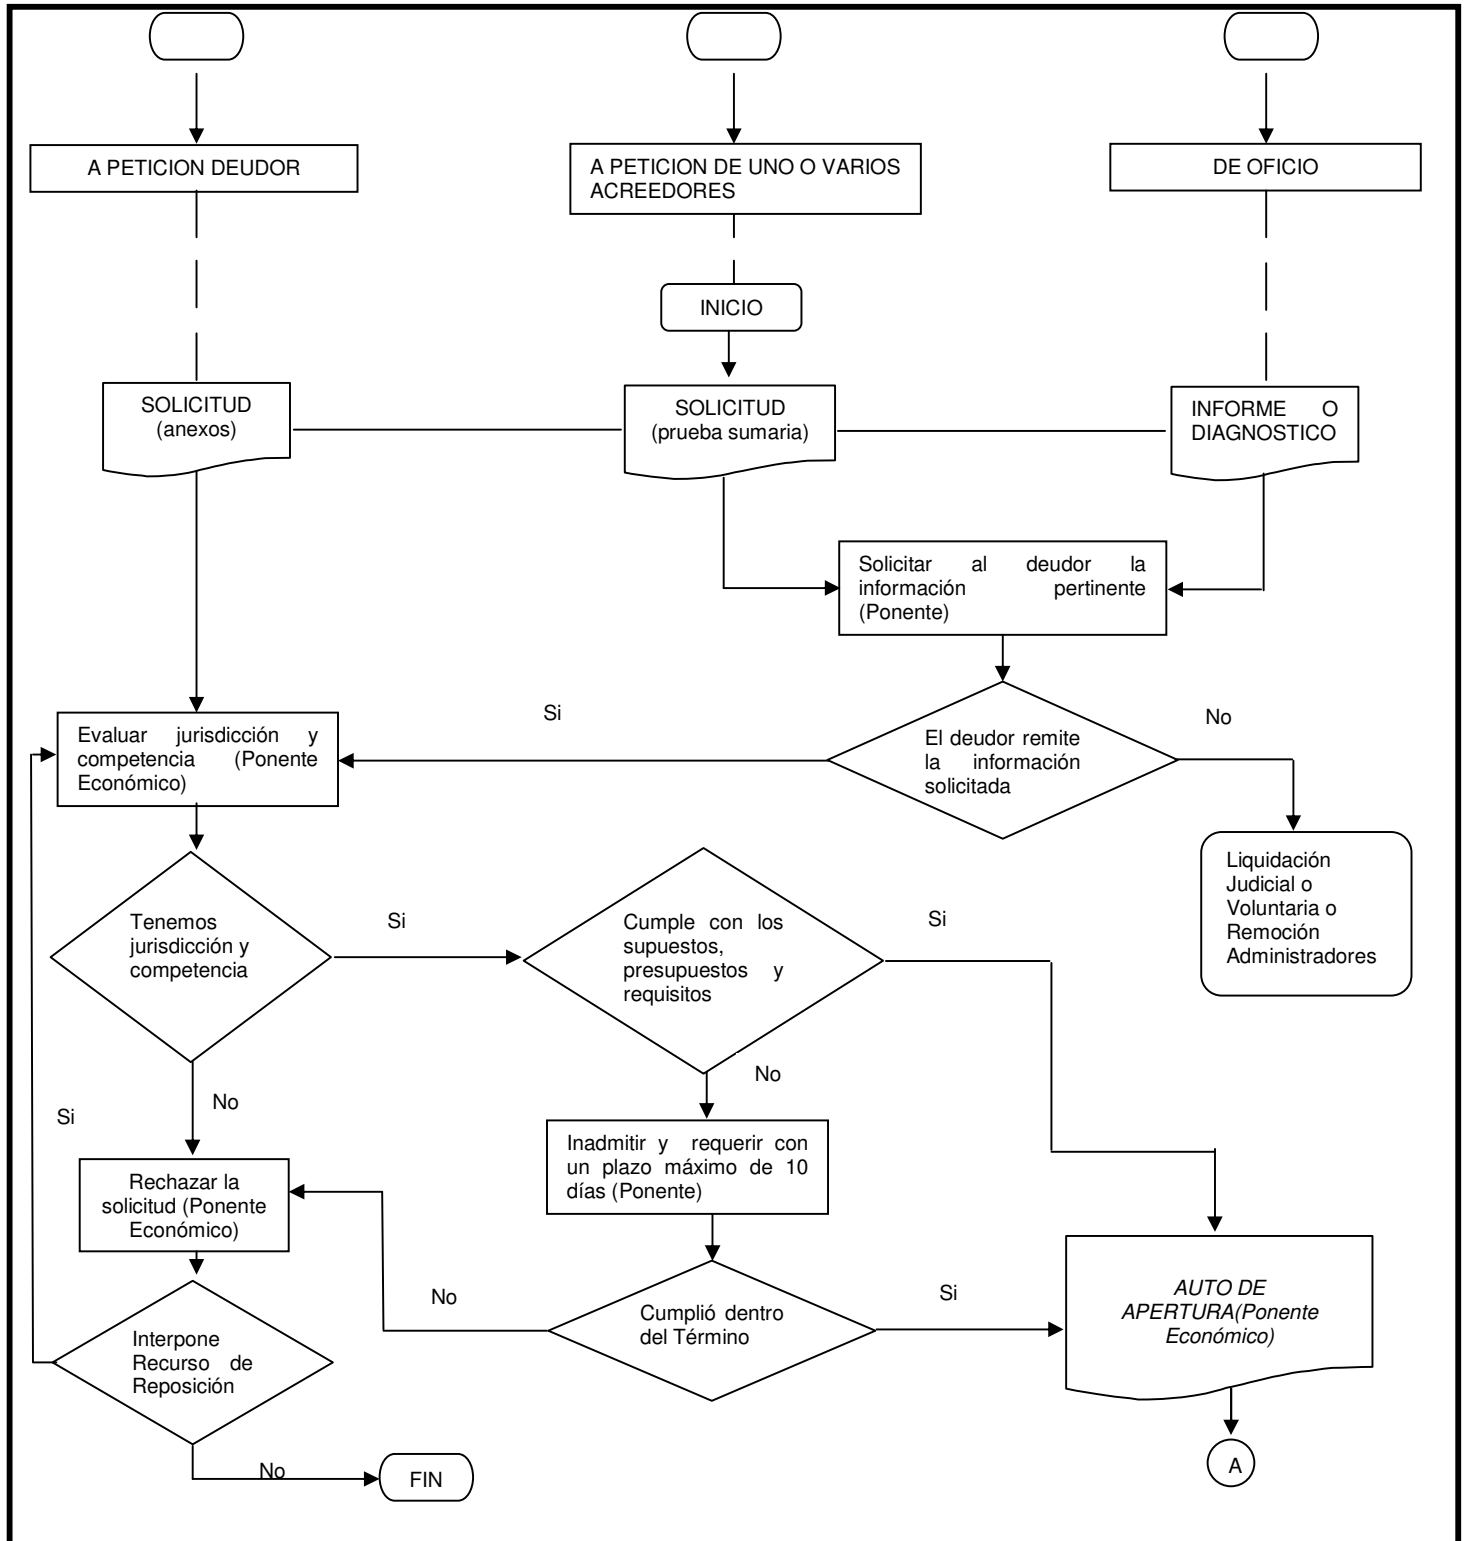 A PETICION DEUDOR
A PETICION DE UNO O VARIOS
ACREEDORES
DE OFICIO
INICIO
SOLICITUD
(anexos)
SOLICITUD
(prueba sumaria)
INFORME O
DIAGNOSTICO
Solicitar al deudor la
información pertinente
(Ponente)
Si
No
Evaluar jurisdicción y
competencia (Ponente
Económico)
El deudor remite
la información
solicitada
Liquidación
Judicial o
Voluntaria o
Remoción
Administradores
Tenemos
jurisdicción y
competencia
Si
Cumple con los
supuestos,
presupuestos y
requisitos
Si
No
No
Si
Inadmitir y requerir con
un plazo máximo de 10
días (Ponente)
Rechazar la
solicitud (Ponente
Económico)
No
Si
Cumplió dentro
del Término
AUTO DE
APERTURA(Ponente
Económico)
Interpone
Recurso de
Reposición
No
FIN
A